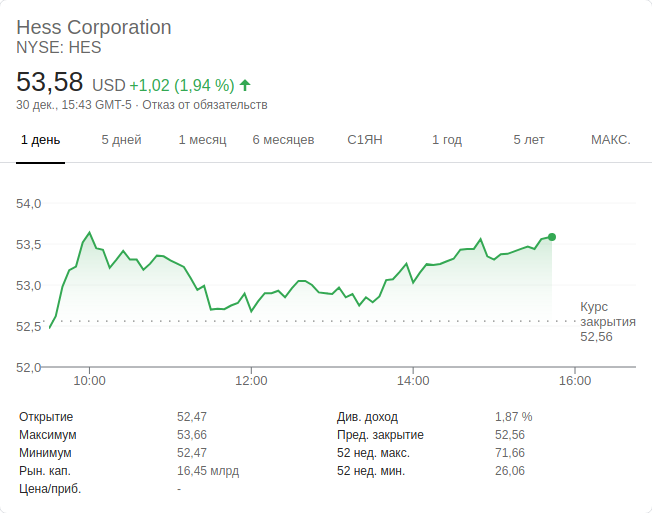 Hess Corporation
NYSE: HES
53,58 USD +1,02 (1,94 %)
30 дек., 15:43 GMT-5 · Отказ от обязательств
1 день 5 дней 1 месяц 6 месяцев С1ЯН 1 год 5 лет МАКС.
54,0
53,5
53,0
Курс
закрытия
52,56
52,5
52,0
10:00 12:00 14:00 16:00
Открытие 52,47 Див. доход 1,87 %
Максимум 53,66 Пред. закрытие 52,56
Минимум 52,47 52 нед. макс. 71,66
Рын. кап. 16,45 млрд 52 нед. мин. 26,06
Цена/приб. -